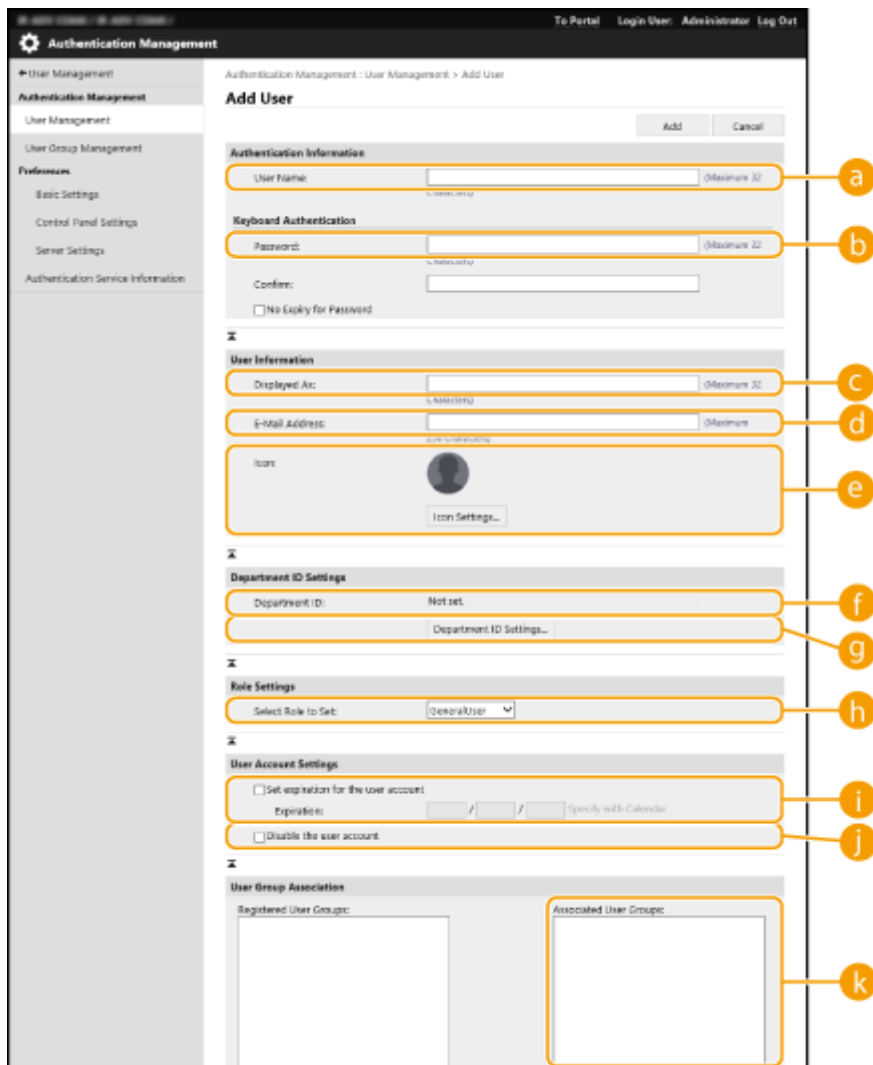 To Portal Login User: Administrator Log Out
Authentication Management
User Management
Authentication Management
User Management
User Group Management
Preferences
Basic Settings
Control Panel Settings
Server Settings
Authentication Service Information
Authentication Management : User Management > Add User
Add User
Add Cancel
Authentication Information
User Name: (Maximum 32
a
Keyboard Authentication
Password: (Maximum 32
b
Confirm:
No Expiry for Password
User Information
Displayed As: (Maximum 32
c
E-Mail Address: (Maximum
d
Icon:
e
Icon Settings...
Department ID Settings
Department ID: Not set.
f
Department ID Settings...
g
Role Settings
Select Role to Set: GeneralUser
h
User Account Settings
Set expiration for the user account
Expiration: / / Specify with Calendar
i
Disable the user account
j
User Group Association
Registered User Groups: Associated User Groups:
k